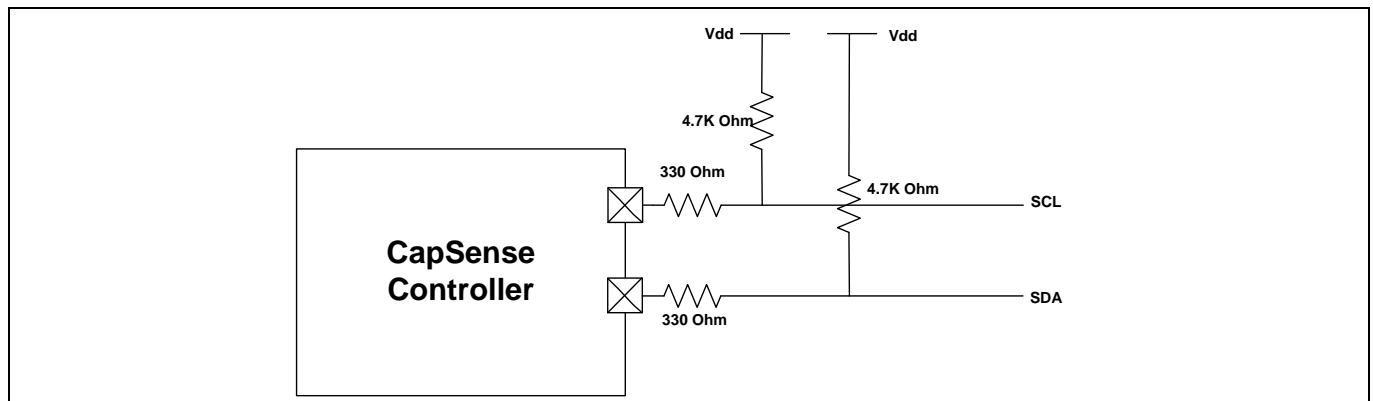 Vdd
Vdd
4.7K Ohm
330 Ohm
4.7K Ohm
SCL
CapSense
Controller
SDA
330 Ohm